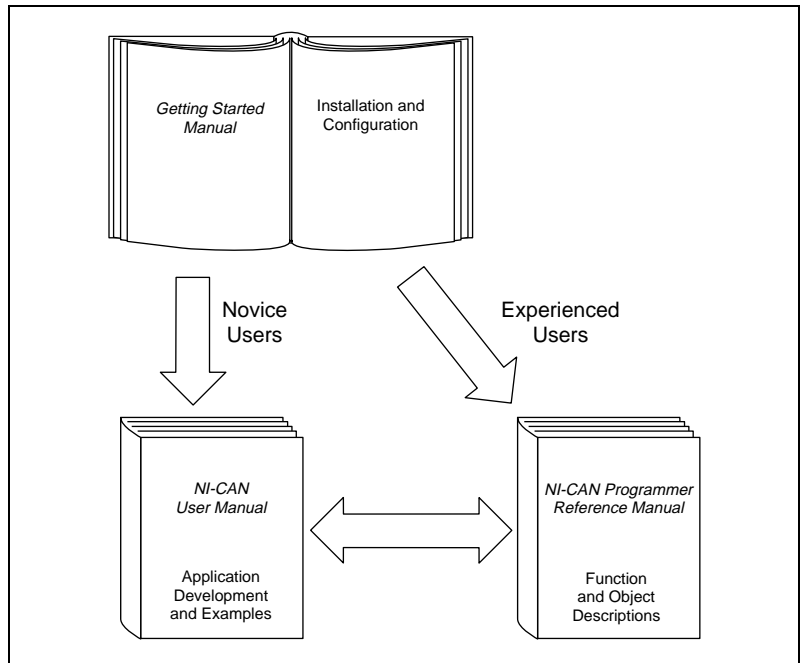 Getting Started
Manual
Installation and
Configuration
Novice
Users
Experienced
Users
NI-CAN
User Manual
Application
Development
and Examples
NI-CAN Programmer
Reference Manual
Function
and Object
Descriptions